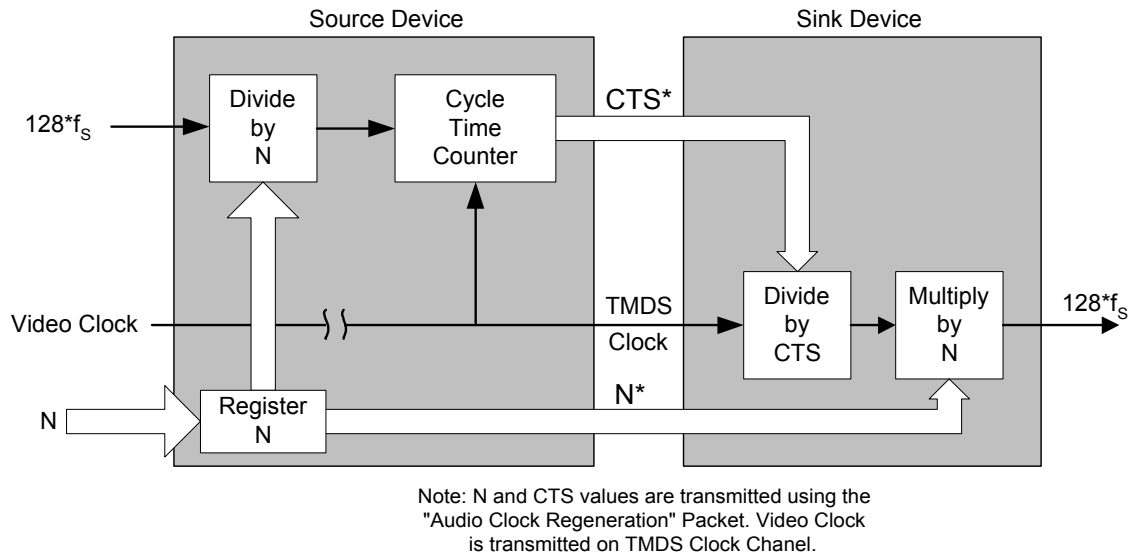 Source Device
Sink Device
128*fS
Divide
by
N
Cycle
Time
Counter
CTS*
Video Clock
TMDS
Clock
Divide
by
CTS
Multiply
by
N
128*fS
N
Register
N
N*
Note: N and CTS values are transmitted using the
"Audio Clock Regeneration" Packet. Video Clock
is transmitted on TMDS Clock Chanel.